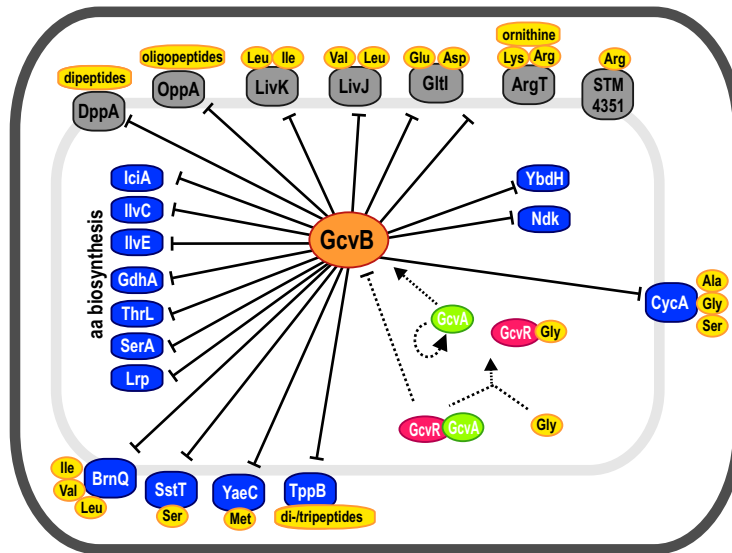 ornithine
oligopeptides
Leu Ile
Val Leu
Glu Asp
Lys Arg
Arg
dipeptides
OppA
LivK
LivJ
GltI
ArgT
STM
4351
DppA
IciA
YbdH
IlvC
Ndk
IlvE
GcvB
GdhA
aa biosynthesis
Ala
CycA
Gly
Ser
ThrL
GcvA
GcvR Gly
SerA
Lrp
GcvR GcvA
Gly
Ile
BrnQ
Val
Leu
SstT
YaeC
TppB
Ser
Met
di-/tripeptides